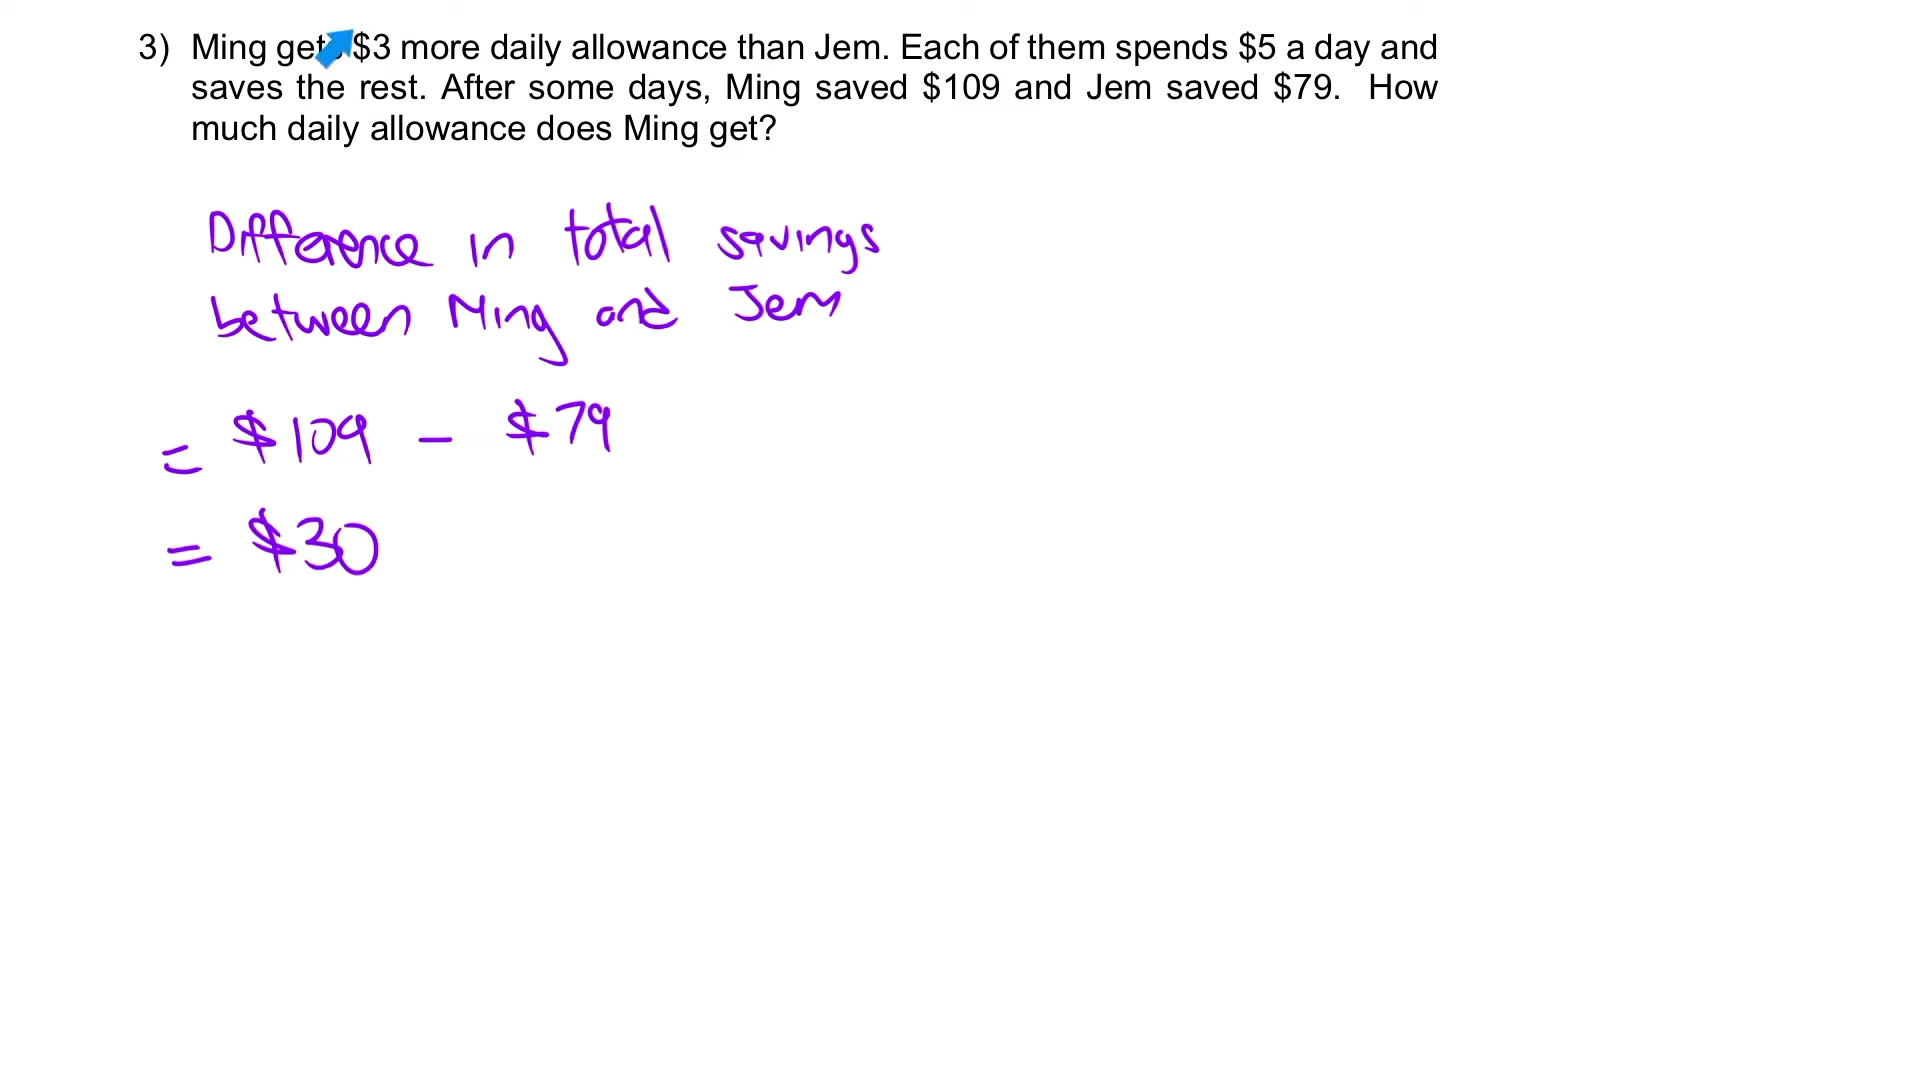 3) Ming gets $3 more daily allowance than Jem. Each of them spends $5 a day and
saves the rest. After some days, Ming saved $109 and Jem saved $79. How
much daily allowance does Ming get?
Difference in total savings
between Ming and Jem
= $109 - $79
= $30